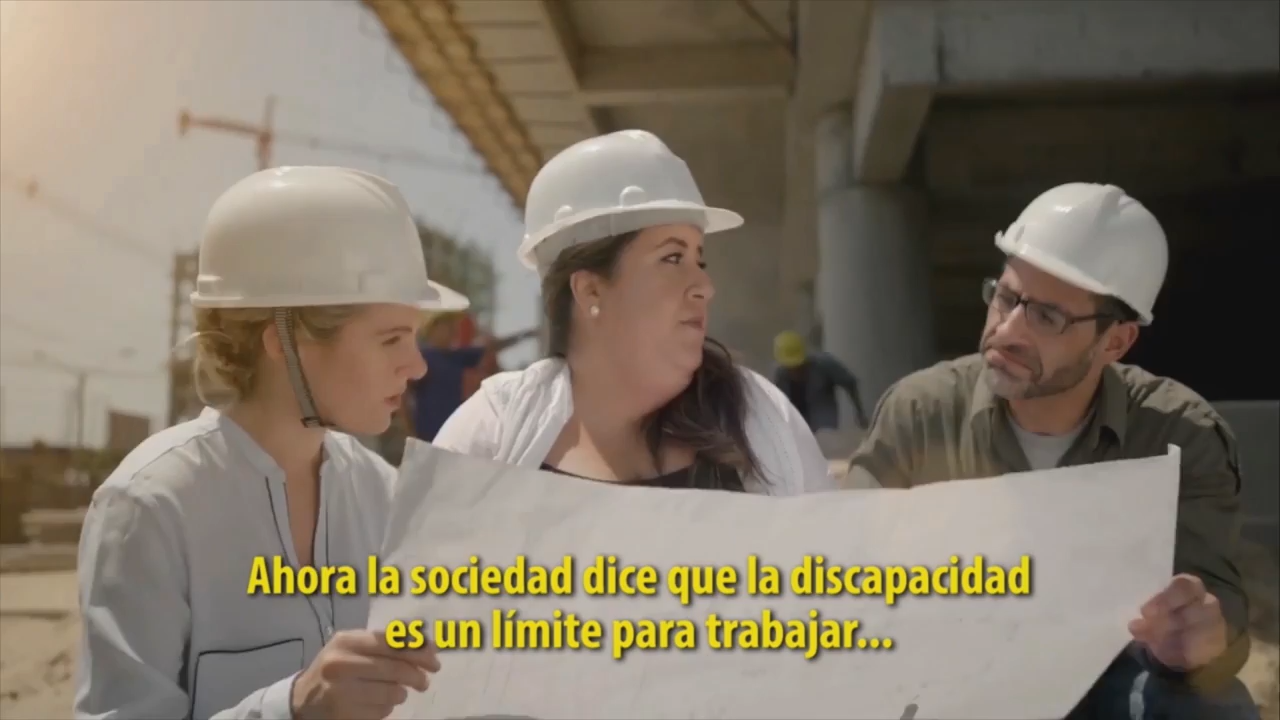 Ahora la sociedad dice que la discapacidad
es un límite para trabajar...